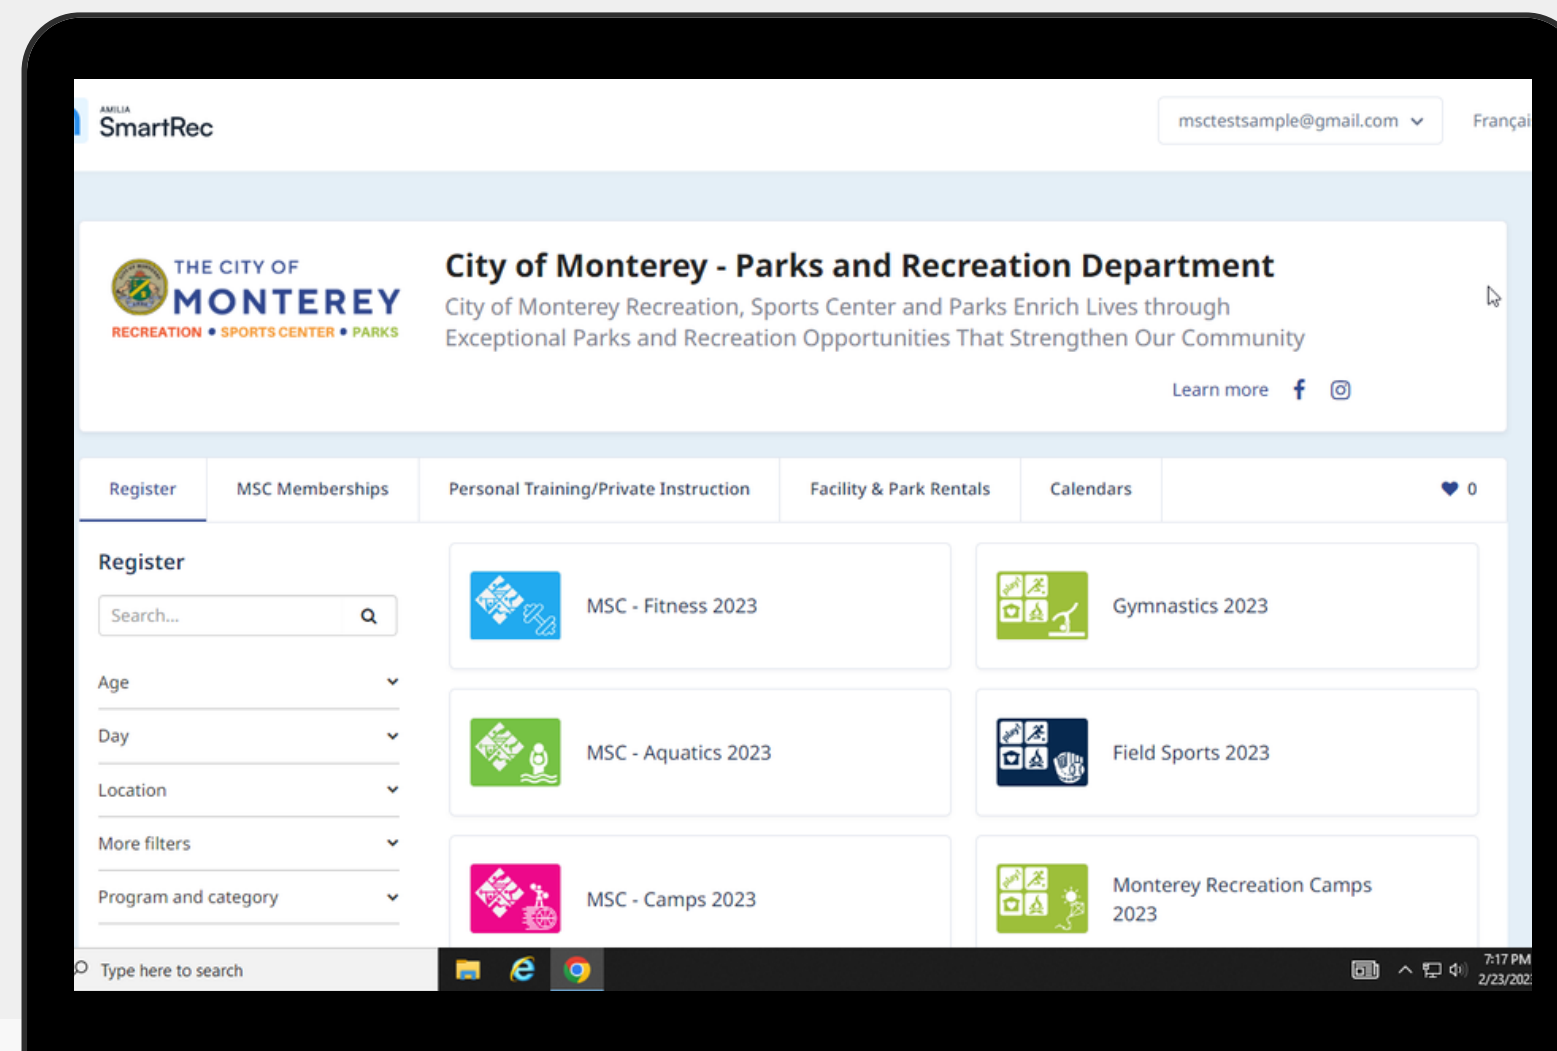 AMILIA
SmartRec
msctestsample@gmail.com
Françai
THE CITY OF
MONTEREY
RECREATION • SPORTS CENTER • PARKS
City of Monterey - Parks and Recreation Department
City of Monterey Recreation, Sports Center and Parks Enrich Lives through
Exceptional Parks and Recreation Opportunities That Strengthen Our Community
Learn more
Register
MSC Memberships
Personal Training/Private Instruction
Facility & Park Rentals
Calendars
0
Register
Search...
Age
Day
Location
More filters
Program and category
MSC - Fitness 2023
Gymnastics 2023
MSC - Aquatics 2023
Field Sports 2023
MSC - Camps 2023
Monterey Recreation Camps
2023
Type here to search
7:17 PM
2/23/202